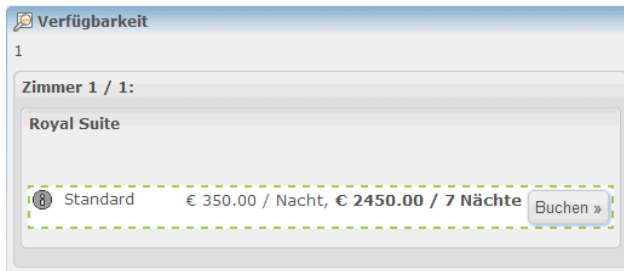 Verfügbarkeit
1
Zimmer 1 / 1:
Royal Suite
Standard € 350.00 / Nacht, € 2450.00 / 7 Nächte Buchen »